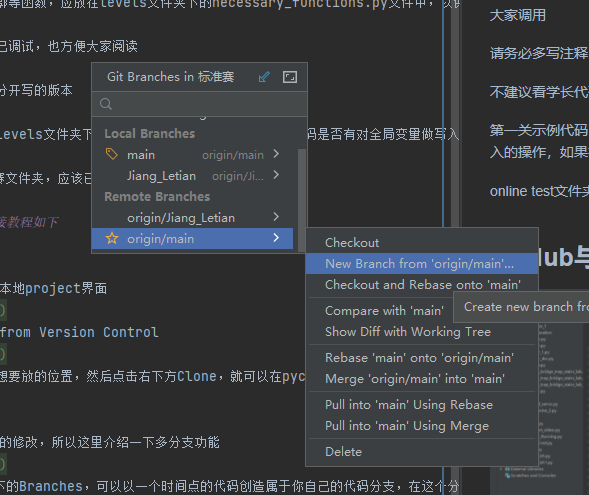 郭等函数，应放在levels文件夹下的necessary_functions.py文件中，以
大家调用
己调试，也方便大家阅读
请务必多写注释
分开写的版本
不建议看学长代
Git Branches in 标准赛
levels文件夹下
码是否有对全局变量做写入
第一关示例代码
入的操作，如果
Local Branches
main origin/main
Jiang_Letian origin/Ji...
赛文件夹，应该已
online test文件夹
Remote Branches
origin/Jiang_Letian
接教程如下
origin/main
Checkout
New Branch from 'origin/main'...
Checkout and Rebase onto 'main'
Compare with 'main'
Show Diff with Working Tree
Rebase 'main' onto 'origin/main'
Merge 'origin/main' into 'main'
Pull into 'main' Using Rebase
Pull into 'main' Using Merge
Delete
Create new branch fro
lub与
本地project界面
from Version Control
想要放的位置，然后点击右下方Clone，就可以在pyc
的修改，所以这里介绍一下多分支功能
下的Branches，可以以一个时间点的代码创造属于你自己的代码分支，在这个分
External Libraries
Scratches and Consoles